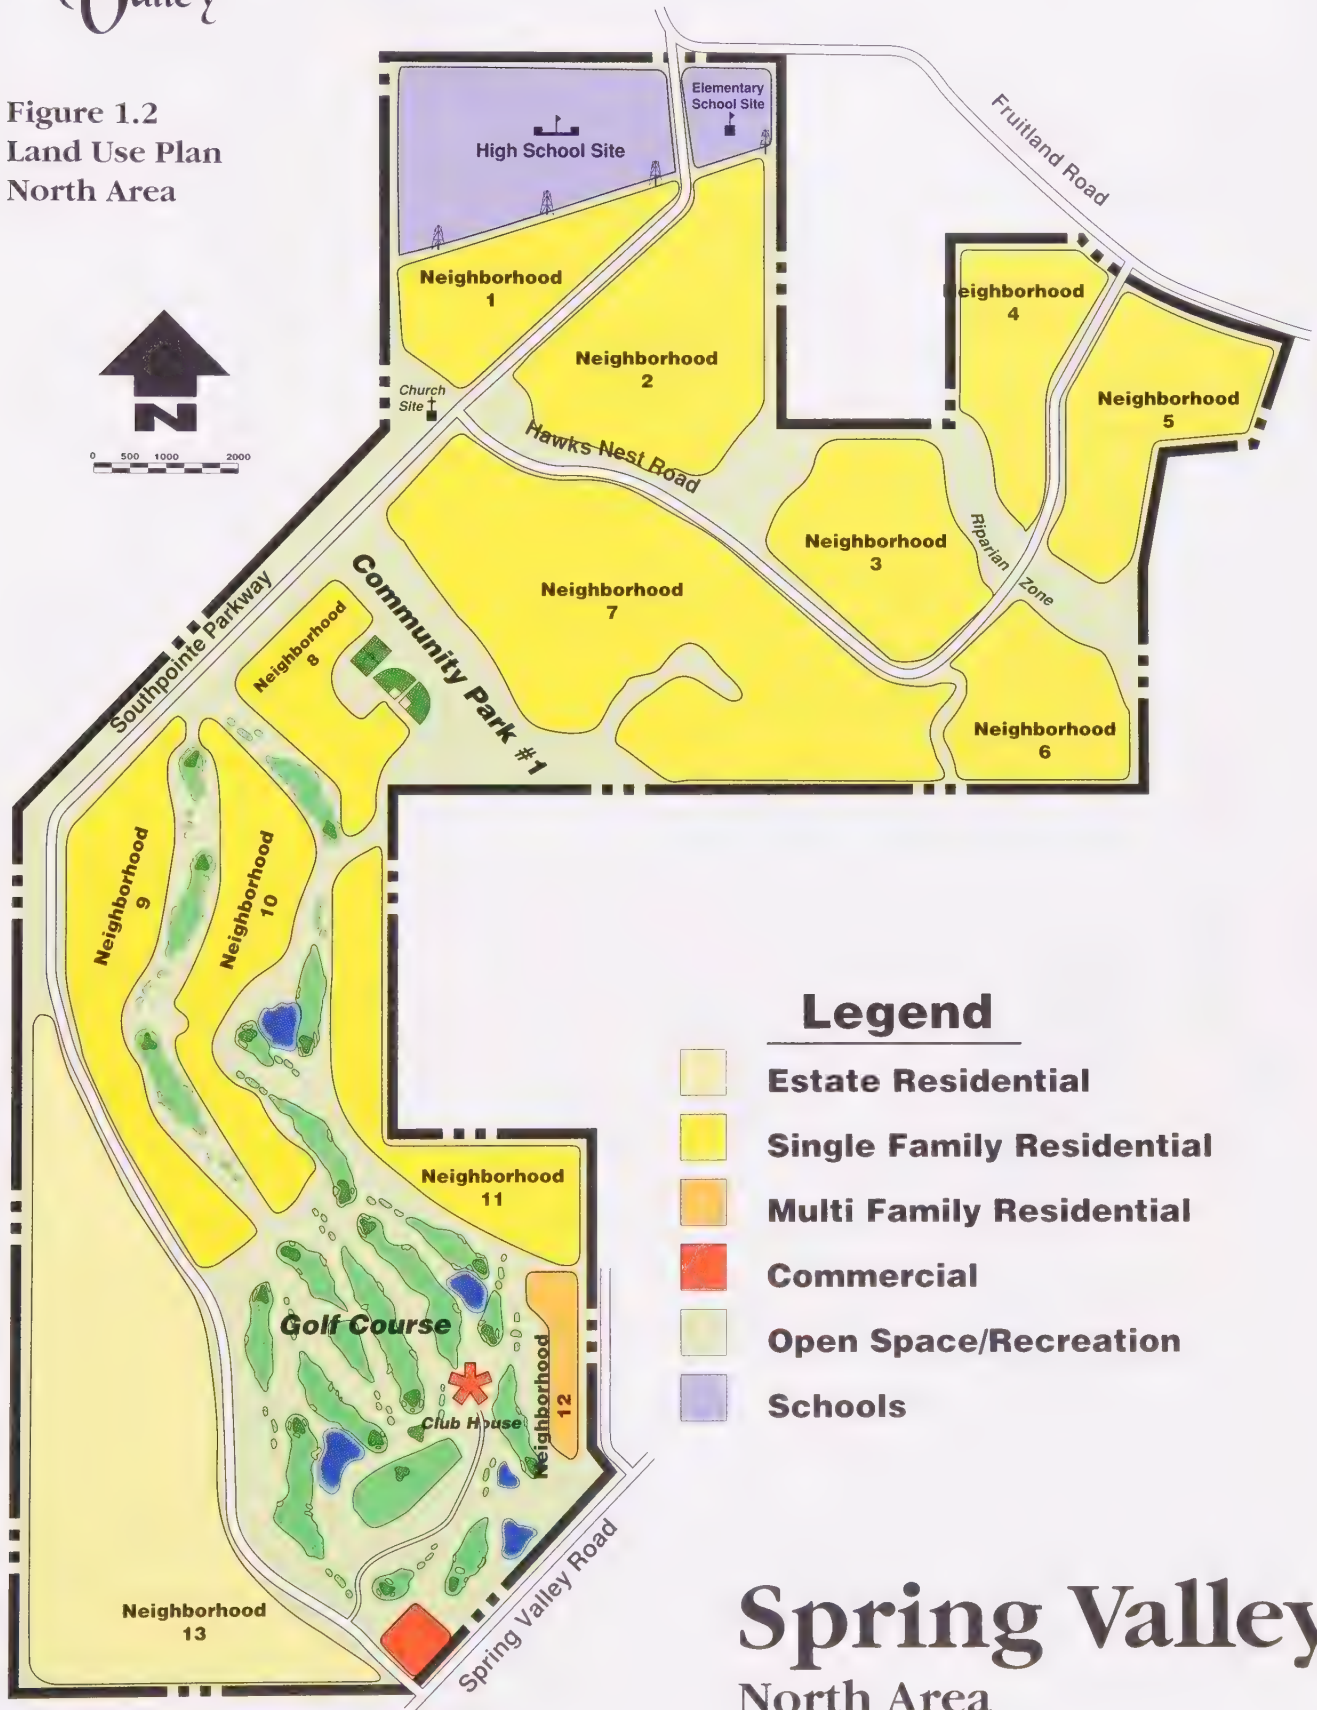 Valley
Figure 1.2
Land Use Plan
North Area
N
0 500 1000 2000
High School Site
Elementary
School Site
Fruitland Road
Neighborhood
1
Neighborhood
2
eighborhood
4
Neighborhood
5
Church
Site
Hawks Nest Road
Neighborhood
3
Riparian Zone
Neighborhood
7
Community Park #1
Neighborhood
8
Southpointe Parkway
Neighborhood
6
Neighborhood
9
Neighborhood
10
Neighborhood
11
Golf Course
Club House
Neighborhood
12
Neighborhood
13
Spring Valley Road
Legend
Estate Residential
Single Family Residential
Multi Family Residential
Commercial
Open Space/Recreation
Schools
Spring Valley
North Area